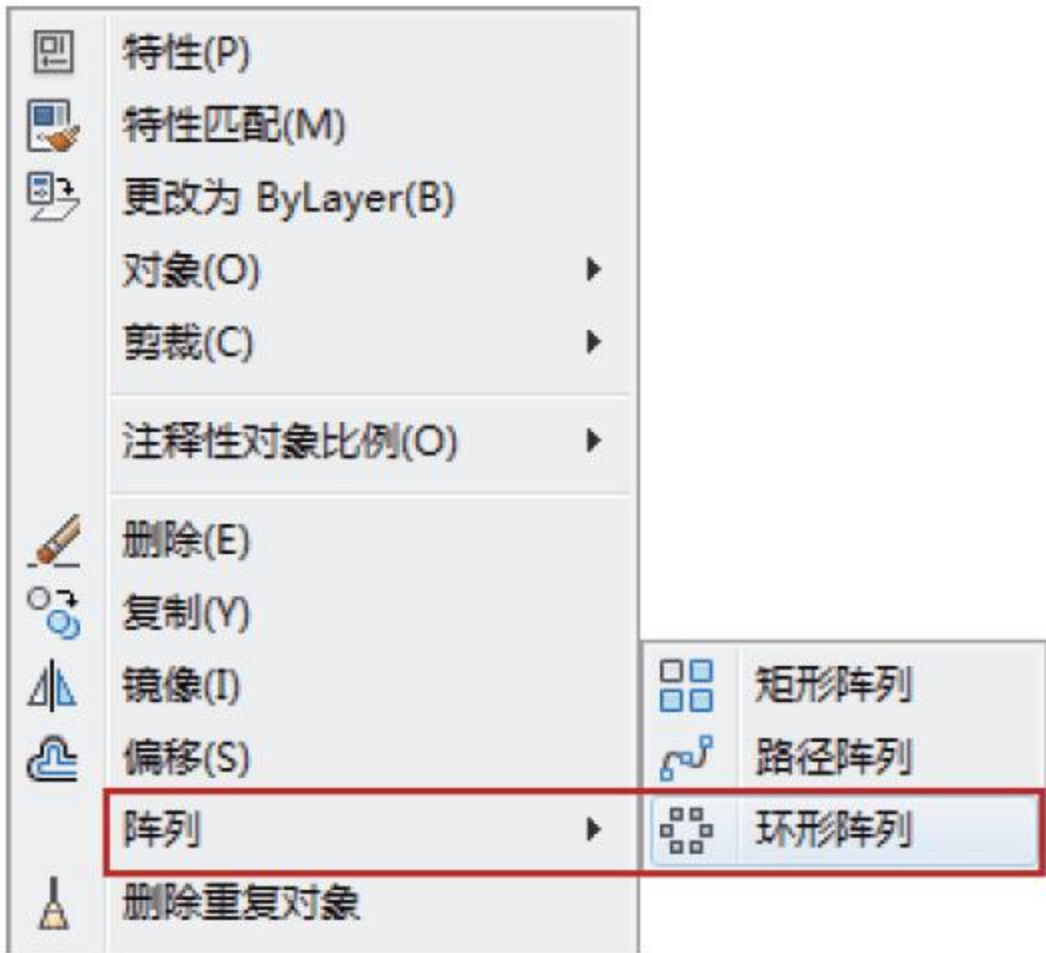 特性(P)
特性匹配(M)
更改为 ByLayer(B)
对象(O)
剪裁(C)
注释性对象比例(O)
删除(E)
复制(Y)
镜像(I)
偏移(S)
阵列
删除重复对象
矩形阵列
路径阵列
环形阵列